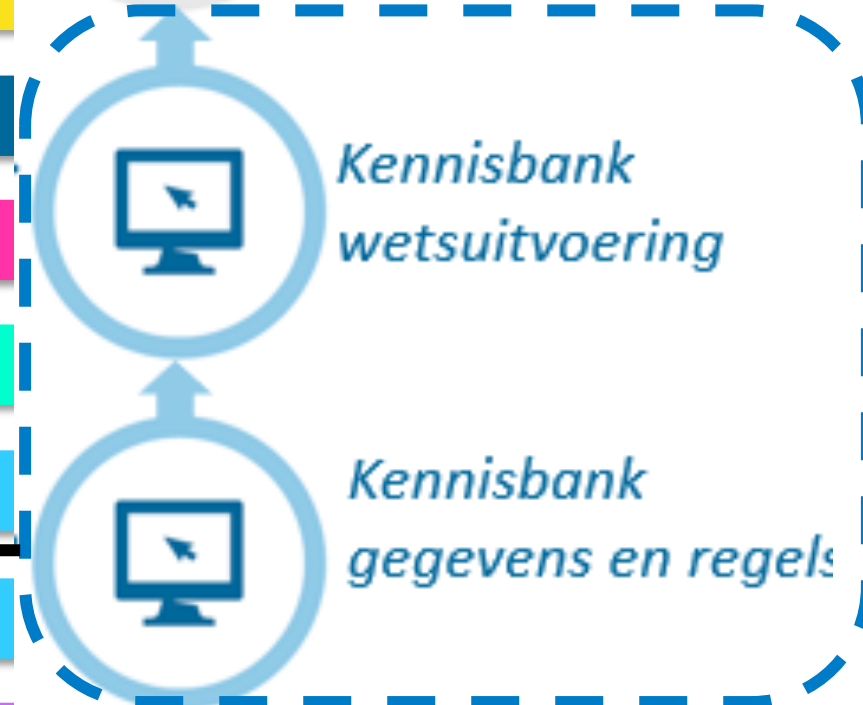 Kennisbank
wetsuitvoering
Kennisbank
gegevens en regels